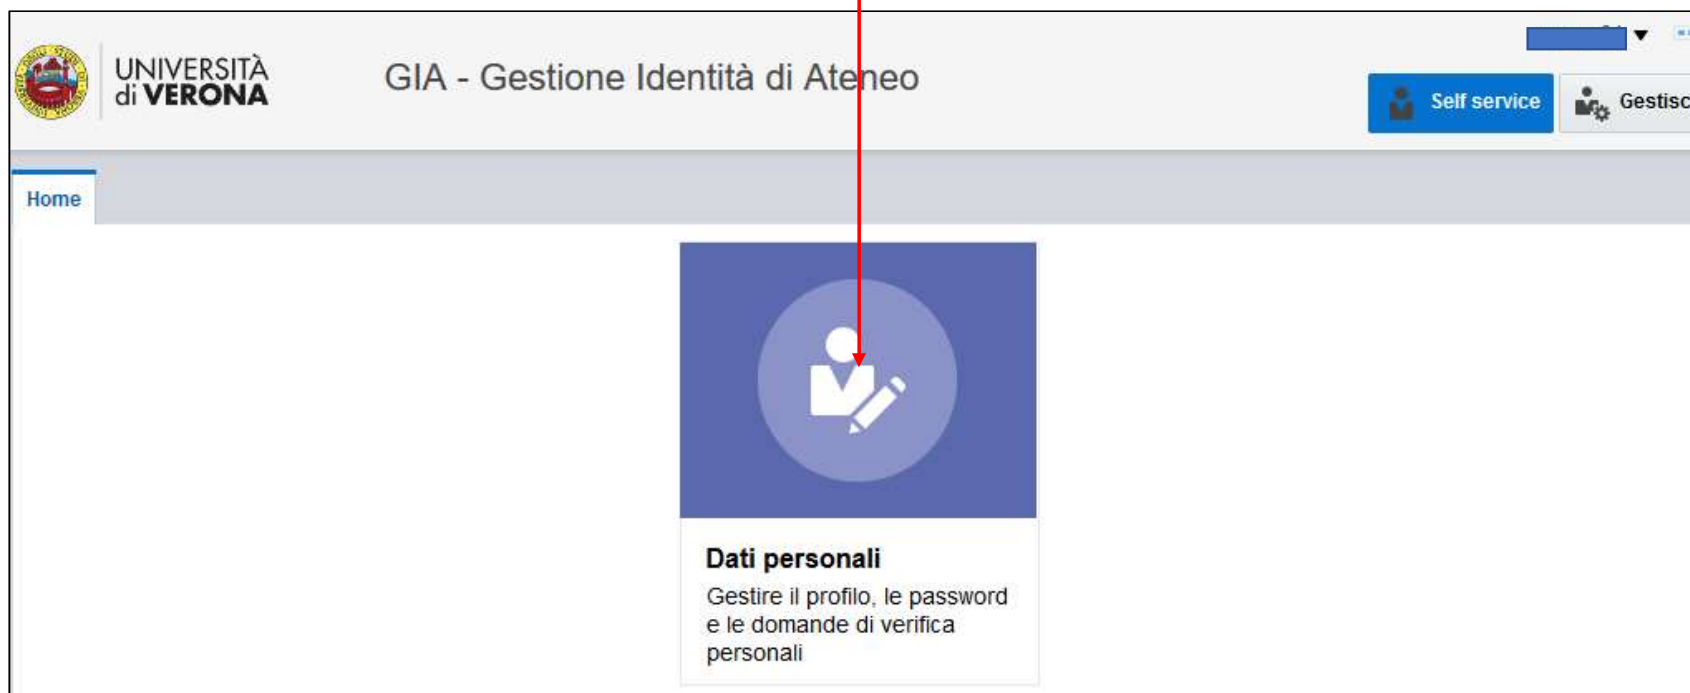 UNIVERSITÀ
di VERONA
GIA - Gestione Identità di Ateneo
Self service
Gestisc
Home
Dati personali
Gestire il profilo, le password
e le domande di verifica
personali